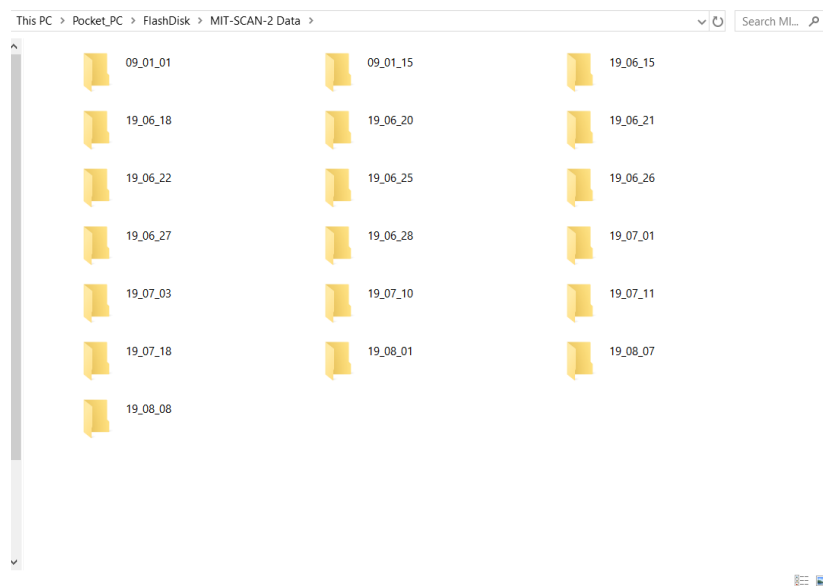 This PC > Pocket_PC > FlashDisk > MIT-SCAN-2 Data >
Search MI...
09_01_01 09_01_15 19_06_15
19_06_18 19_06_20 19_06_21
19_06_22 19_06_25 19_06_26
19_06_27 19_06_28 19_07_01
19_07_03 19_07_10 19_07_11
19_07_18 19_08_01 19_08_07
19_08_08